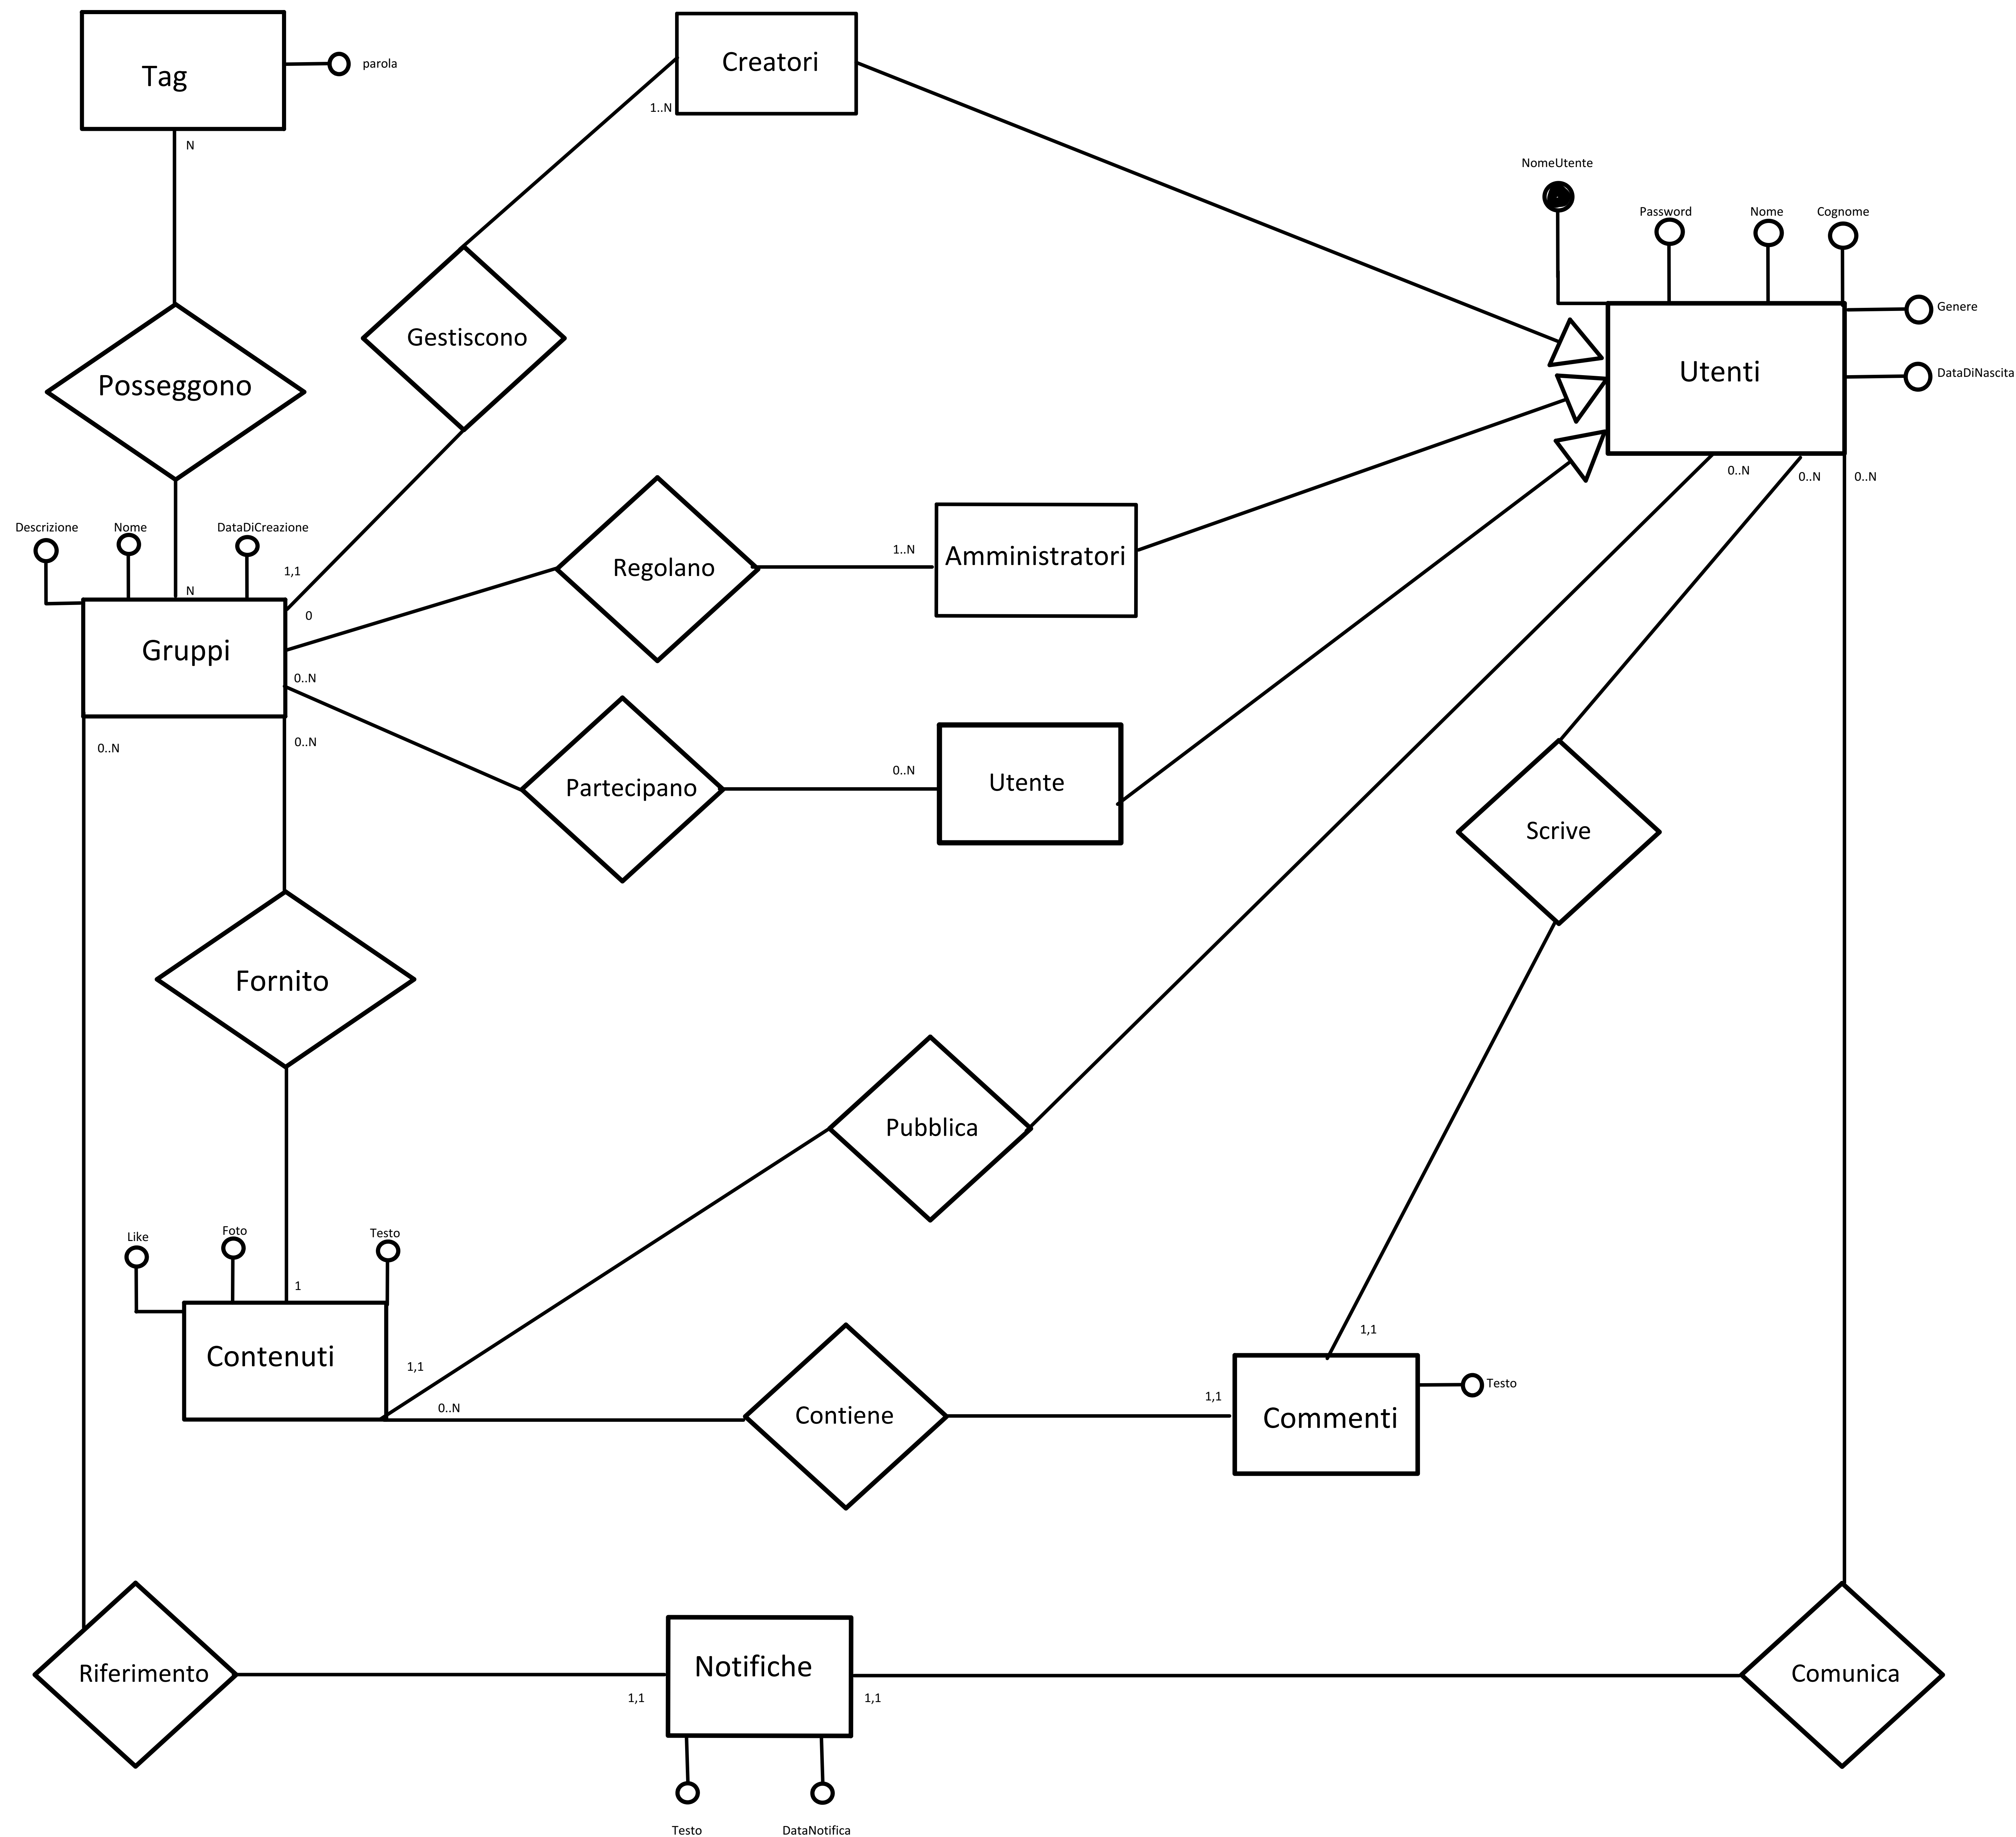 Tag
parola
Creatori
1..N
N
NomeUtente
Password
Nome
Cognome
Genere
DataDiNascita
Utenti
Gestiscono
Posseggono
0..N
0..N
0..N
Descrizione
Nome
DataDiCreazione
1,1
N
0
Regolano
1..N
Amministratori
Gruppi
0..N
0..N
0..N
Partecipano
0..N
Utente
Scrive
Fornito
Pubblica
Like
Foto
Testo
1
Contenuti
1,1
0..N
Contiene
1,1
1,1
Commenti
Testo
Riferimento
1,1
Notifiche
1,1
Comunica
Testo
DataNotifica